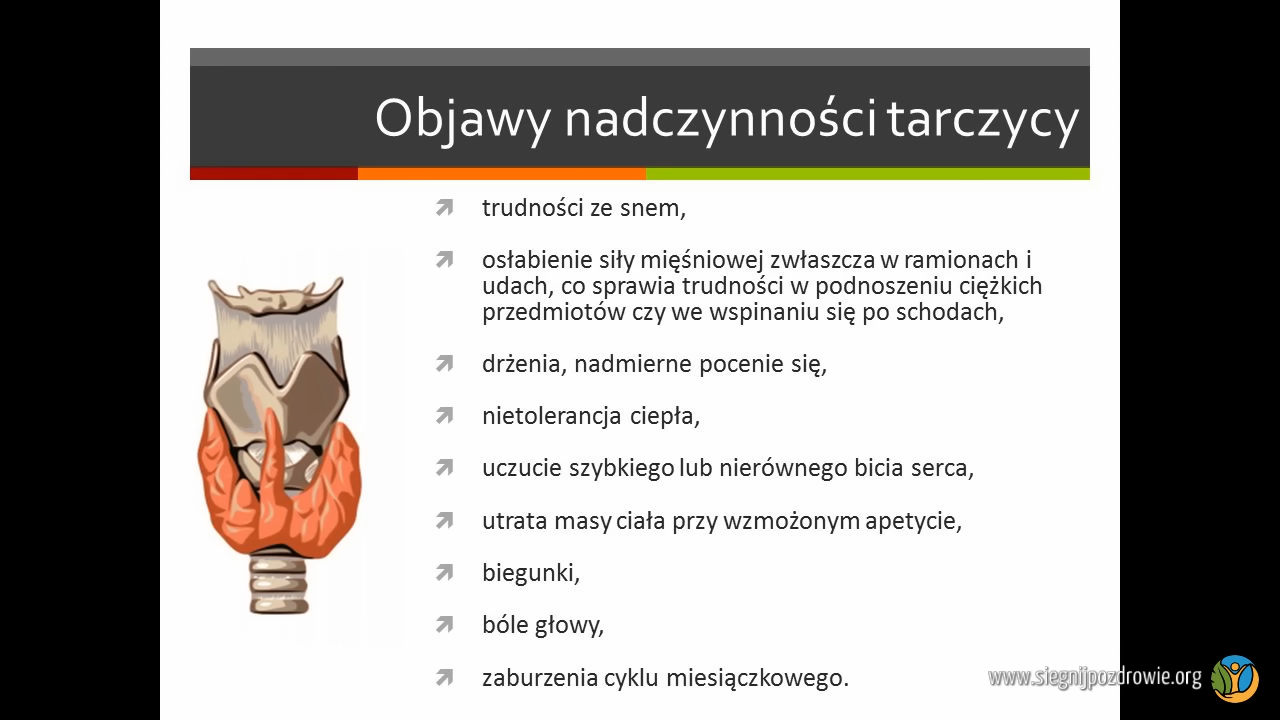 Objawy nadczynności tarczycy
trudności ze snem,
osłabienie siły mięśniowej zwłaszcza w ramionach i
udach, co sprawia trudności w podnoszeniu ciężkich
przedmiotów czy we wspinaniu się po schodach,
drżenia, nadmierne pocenie się,
nietolerancja ciepła,
uczucie szybkiego lub nierównego bicia serca,
utrata masy ciała przy wzmożonym apetycie,
biegunki,
bóle głowy,
zaburzenia cyklu miesiączkowego.
www.siegnijpozdrowie.org